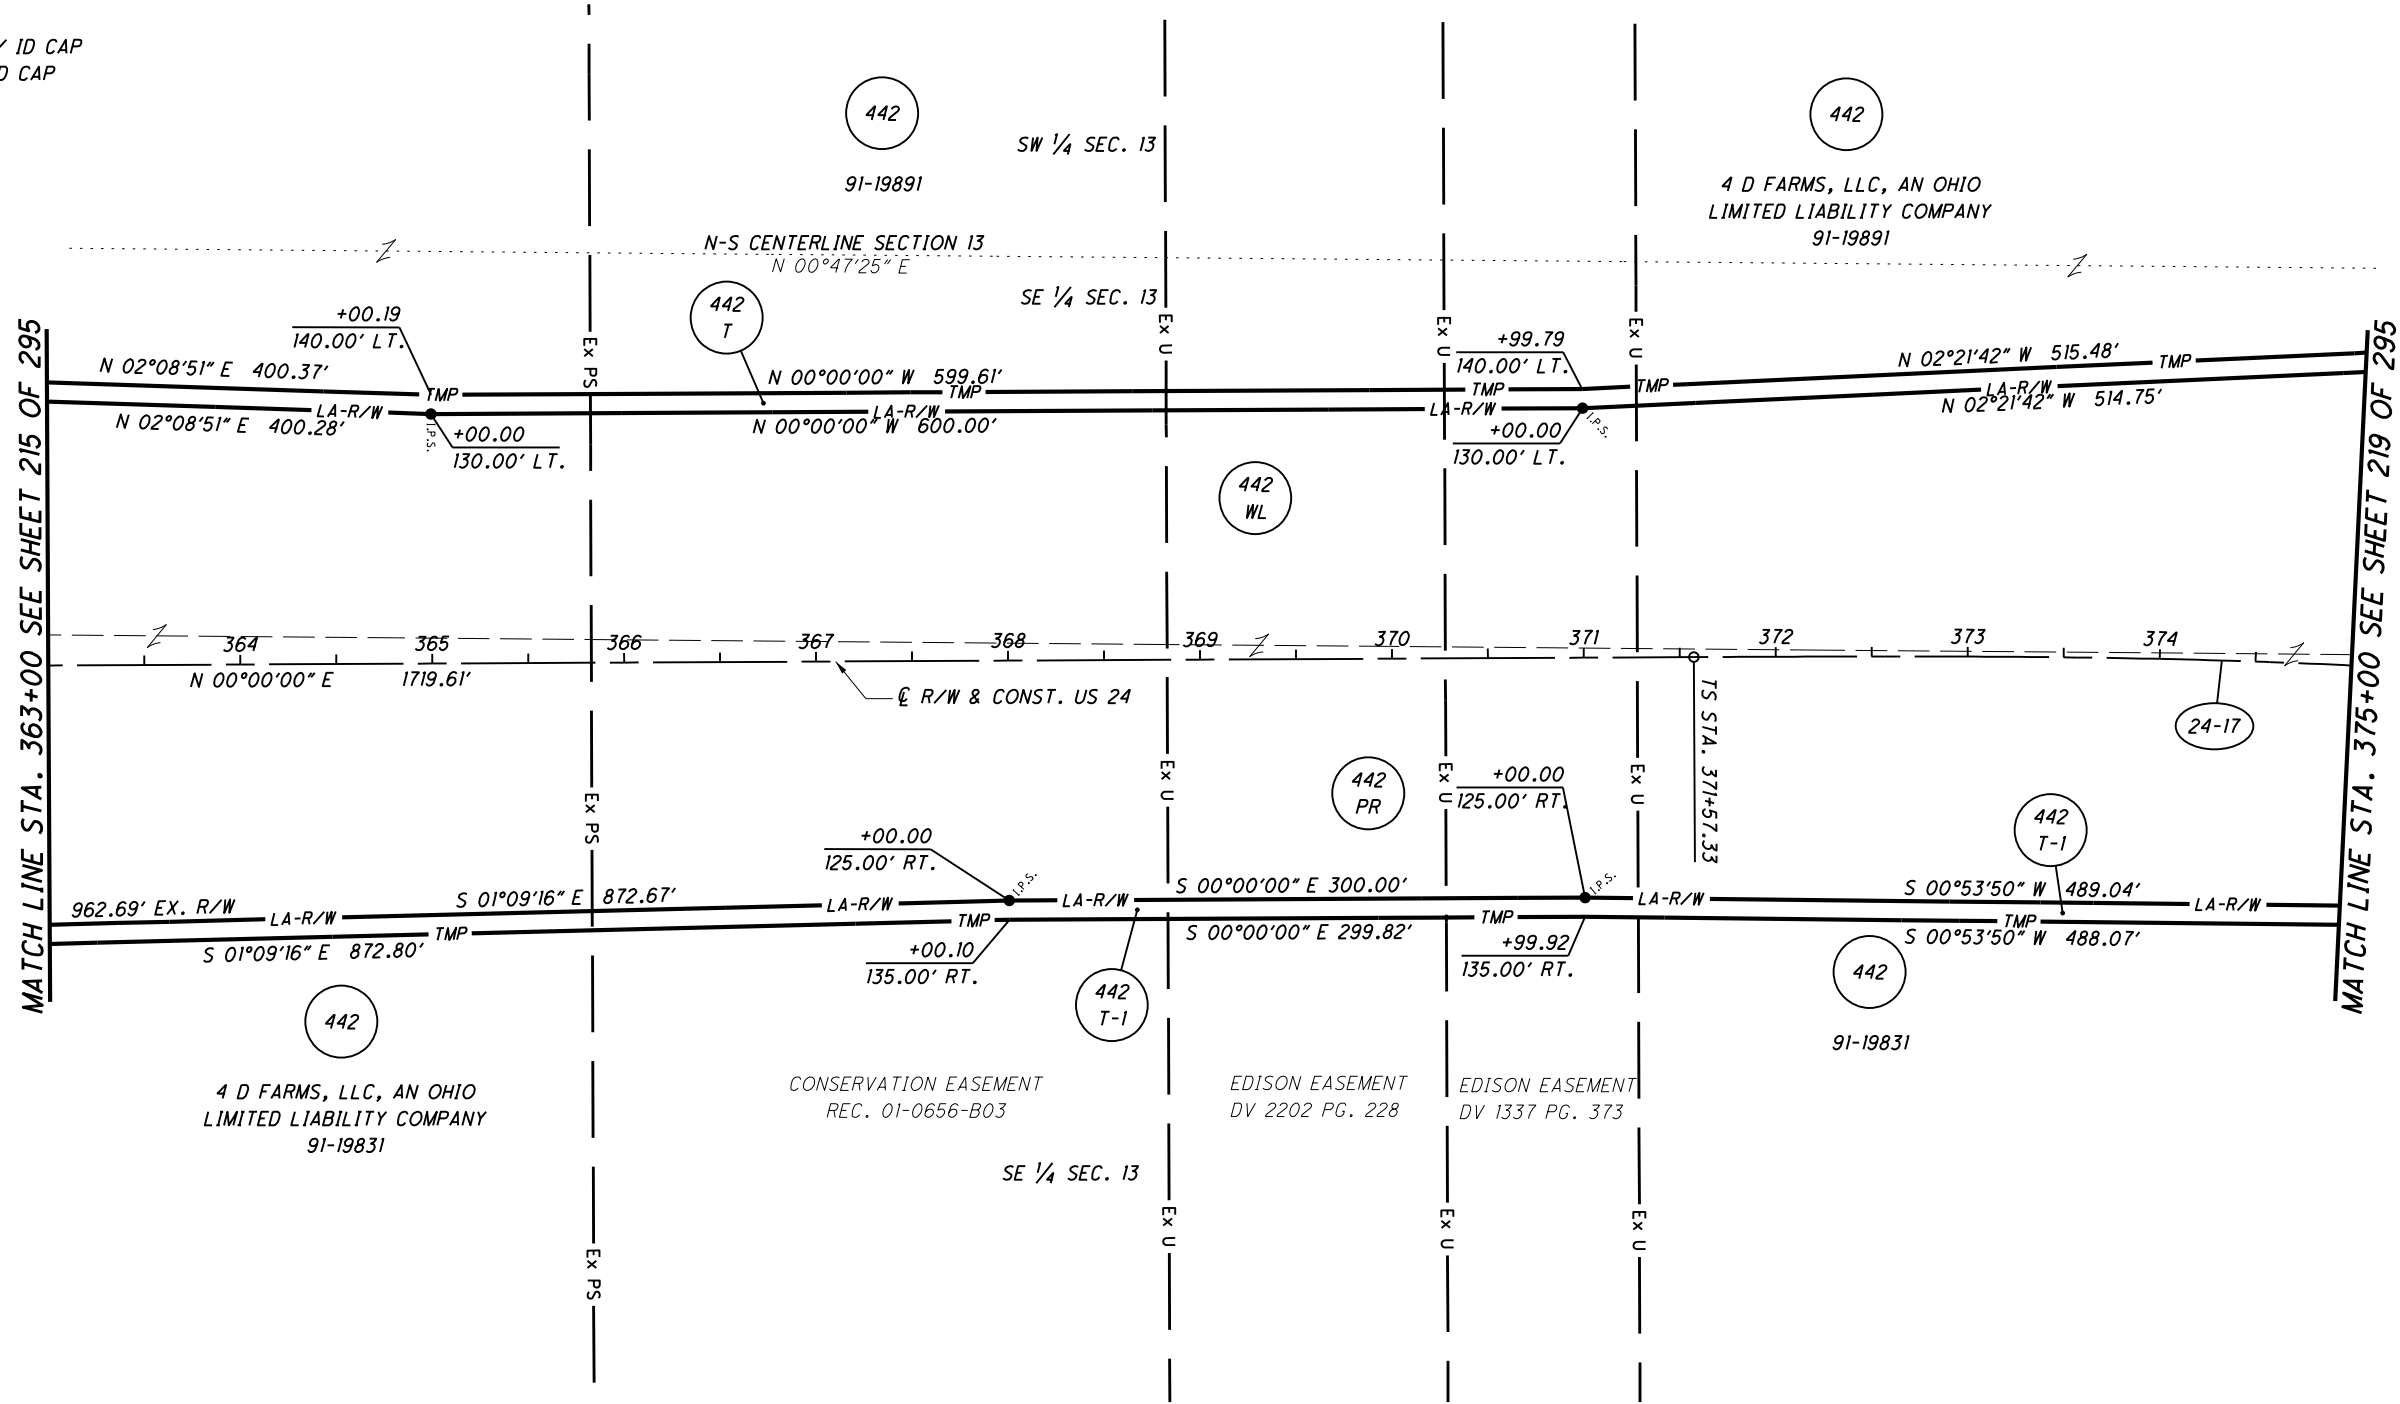 / ID CAP
D CAP
442
91-19891
SW 1/4 SEC. 13
442
4 D FARMS, LLC, AN OHIO
LIMITED LIABILITY COMPANY
91-19891
N-S CENTERLINE SECTION 13
N 00°47'25" E
SE 1/4 SEC. 13
442
T
+00.19
140.00' LT.
Ex PS
Ex U
Ex U
Ex U
+99.79
140.00' LT.
N 02°08'51" E 400.37'
TMP
N 00°00'00" W 599.61'
TMP
TMP
TMP
N 02°21'42" W 515.48'
TMP
N 02°08'51" E 400.28'
LA-R/W
I.P.S.
+00.00
130.00' LT.
LA-R/W
N 00°00'00" W 600.00'
LA-R/W
+00.00
130.00' LT.
I.P.S.
LA-R/W
N 02°21'42" W 514.75'
442
WL
MATCH LINE STA. 363+00 SEE SHEET 215 OF 295
MATCH LINE STA. 375+00 SEE SHEET 219 OF 295
364
365
366
367
368
369
370
371
372
373
374
N 00°00'00" E 1719.61'
℄ R/W & CONST. US 24
TS STA. 371+57.33
24-17
Ex PS
Ex U
Ex U
Ex U
442
PR
+00.00
125.00' RT.
+00.00
125.00' RT.
442
T-1
962.69' EX. R/W
LA-R/W
S 01°09'16" E 872.67'
LA-R/W
I.P.S.
LA-R/W
S 00°00'00" E 300.00'
I.P.S.
LA-R/W
S 00°53'50" W 489.04'
LA-R/W
S 01°09'16" E 872.80'
TMP
TMP
S 00°00'00" E 299.82'
TMP
TMP
S 00°53'50" W 488.07'
+00.10
135.00' RT.
+99.92
135.00' RT.
442
T-1
442
4 D FARMS, LLC, AN OHIO
LIMITED LIABILITY COMPANY
91-19831
442
91-19831
CONSERVATION EASEMENT
REC. 01-0656-B03
EDISON EASEMENT
DV 2202 PG. 228
EDISON EASEMENT
DV 1337 PG. 373
SE 1/4 SEC. 13
Ex PS
Ex U
Ex U
Ex U